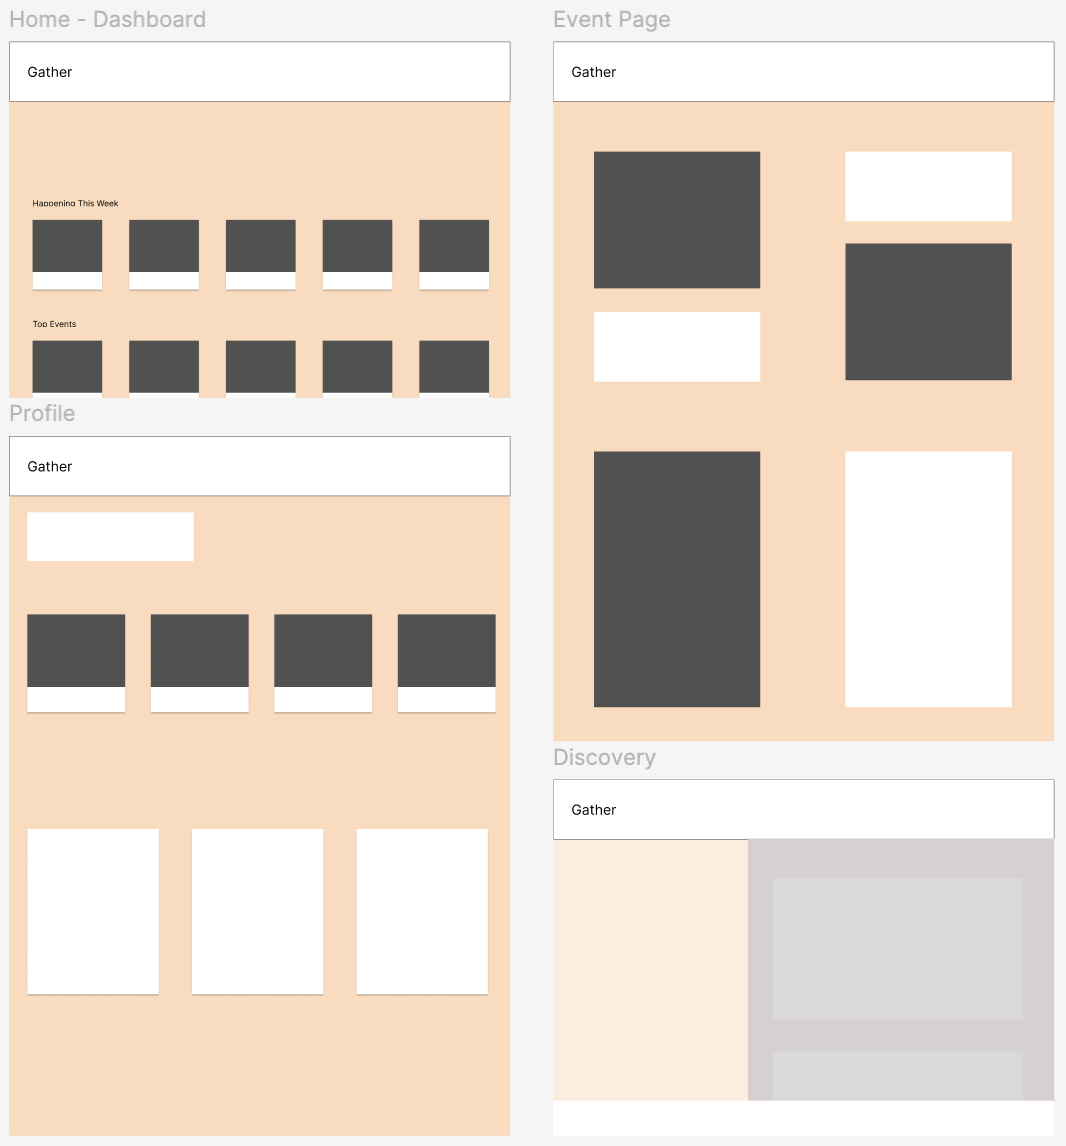 Home - Dashboard
Gather
Happening This Week
Top Events
Profile
Gather
Event Page
Gather
Discovery
Gather